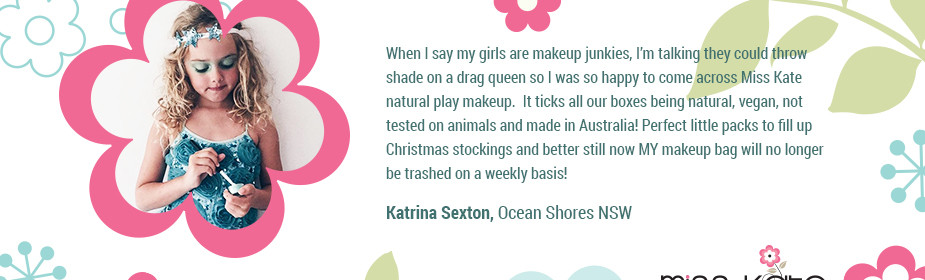 When I say my girls are makeup junkies, I'm talking they could throw
shade on a drag queen so I was so happy to come across Miss Kate
natural play makeup.  It ticks all our boxes being natural, vegan, not
tested on animals and made in Australia! Perfect little packs to fill up
Christmas stockings and better still now MY makeup bag will no longer
be trashed on a weekly basis!
Katrina Sexton, Ocean Shores NSW
miss kate